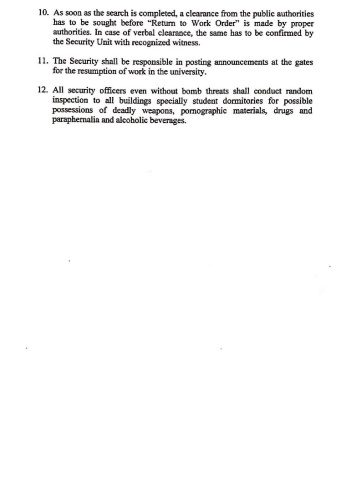 10. As soon as the search is completed, a clearance from the public authorities
has to be sought before "Return to Work Order" is made by proper
authorities. In case of verbal clearance, the same has to be confirmed by
the Security Unit with recognized witness.
11. The Security shall be responsible in posting announcements at the gates
for the resumption of work in the university.
12. All security officers even without bomb threats shall conduct random
inspection to all buildings specially student dormitories for possible
possessions of deadly weapons, pornographic materials, drugs and
paraphernalia and alcoholic beverages.